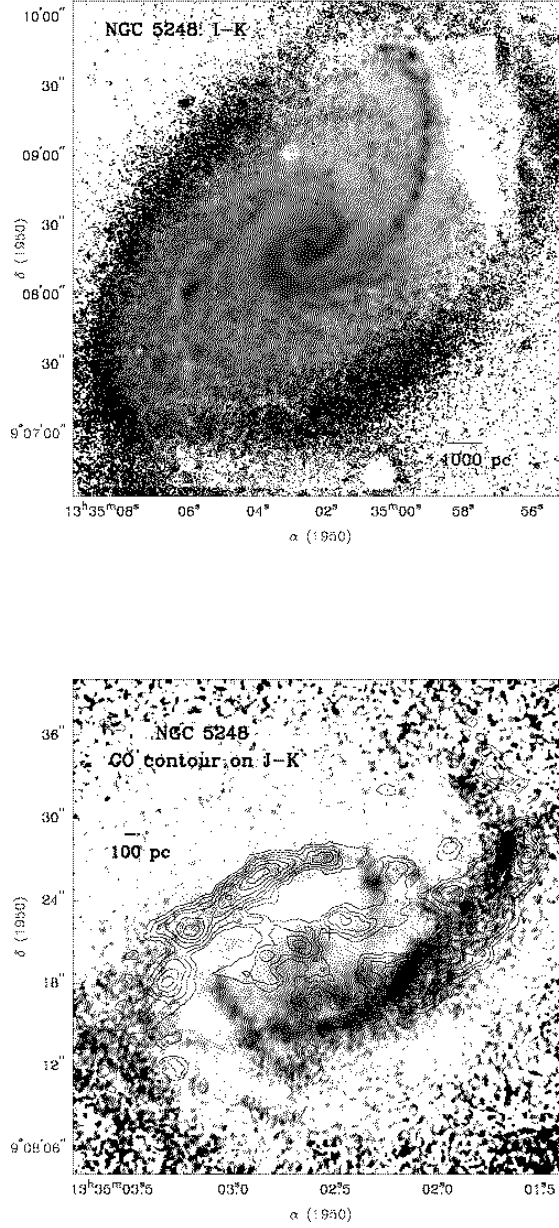 10'00"
NGC 5248: I-K
30"
09'00"
30"
δ (1950)
08'00"
30"
9°07'00"
1000 pc
13ʰ35ᵐ08ˢ 06ˢ 04ˢ 02ˢ 35ᵐ00ˢ 58ˢ 56ˢ
α (1950)
36"
NGC 5248
CO contour on J-K
30"
100 pc
24"
δ (1950)
18"
12"
9°08'06"
13ʰ35ᵐ03ˢ.5 03ˢ.0 02ˢ.5 02ˢ.0 01ˢ.5
α (1950)